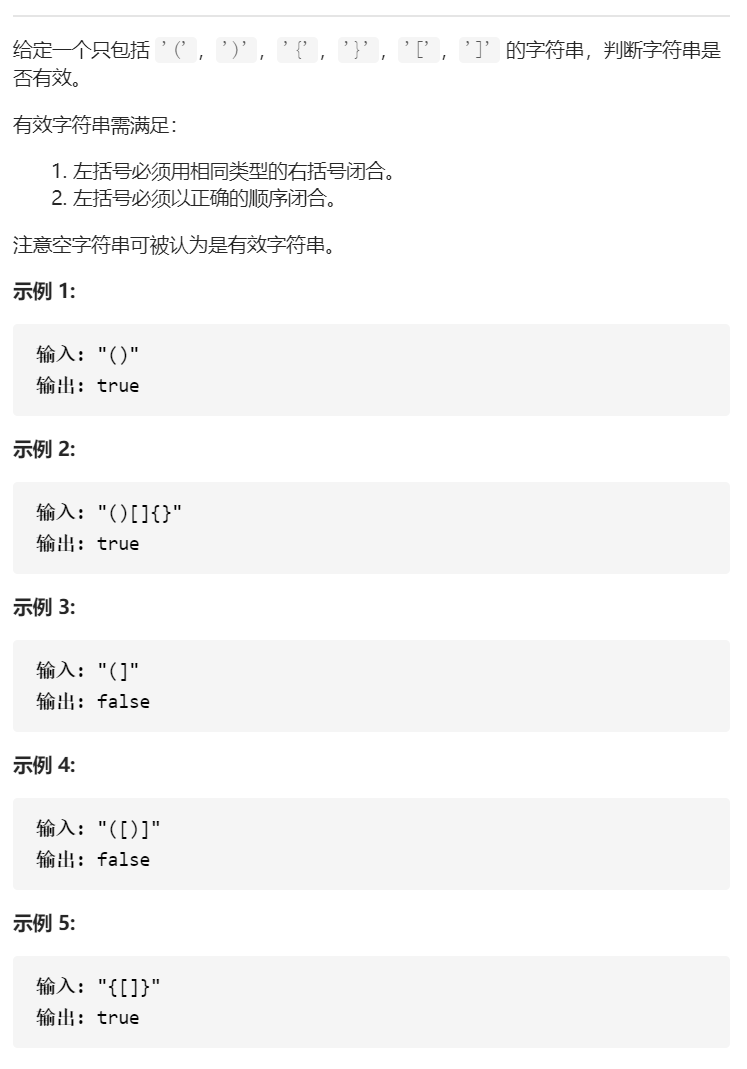 给定一个只包括 '('，')'，'{'，'}'，'['，']' 的字符串，判断字符串是
否有效。
有效字符串需满足：
1. 左括号必须用相同类型的右括号闭合。
2. 左括号必须以正确的顺序闭合。
注意空字符串可被认为是有效字符串。
示例 1:
输入: "()"
输出: true
示例 2:
输入: "()[]{}"
输出: true
示例 3:
输入: "(]"
输出: false
示例 4:
输入: "([)]"
输出: false
示例 5:
输入: "{[]}"
输出: true